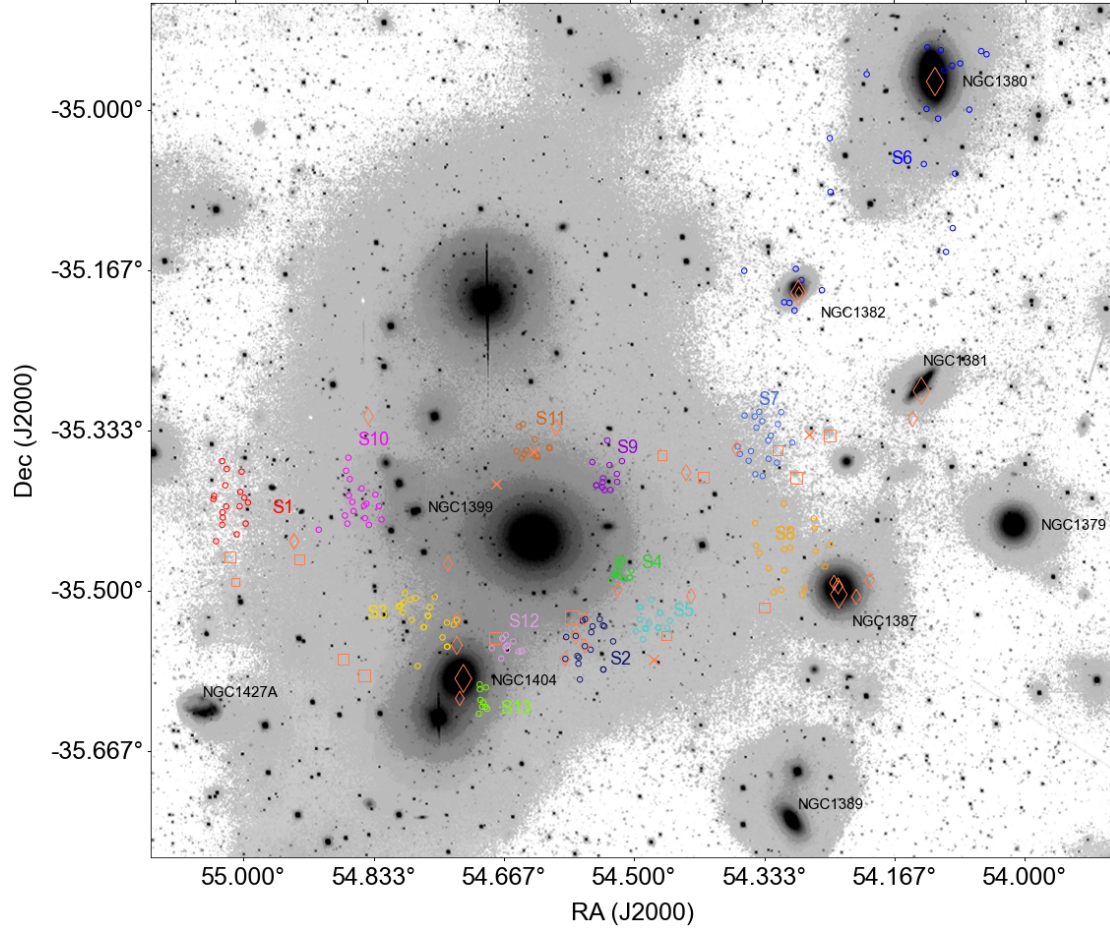 NGC1380
-35.000°
S6
-35.167°
NGC1382
NGC1381
S7
S11
-35.333°
S10
S9
S1
NGC1399
NGC1379
S8
-35.500°
S4
S3
S5
S12
NGC1387
S2
NGC1404
NGC1427A
S13
-35.667°
NGC1389
55.000° 54.833° 54.667° 54.500° 54.333° 54.167° 54.000°
RA (J2000)
Dec (J2000)